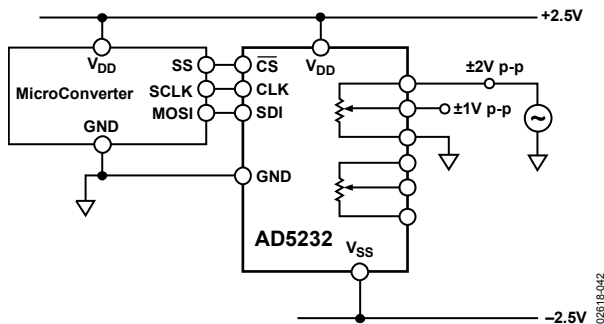 +2.5V
VDD
MicroConverter
SS
SCLK
MOSI
GND
CS
CLK
SDI
GND
VDD
±2V p-p
±1V p-p
~
AD5232
VSS
–2.5V
02618-042